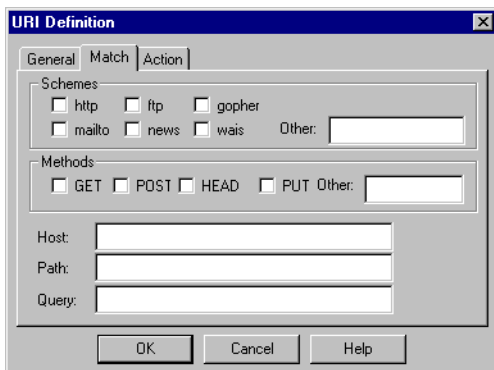 URI Definition
General Match Action
Schemes
http ftp gopher
mailto news wais Other:
Methods
GET POST HEAD PUT Other:
Host:
Path:
Query:
OK Cancel Help